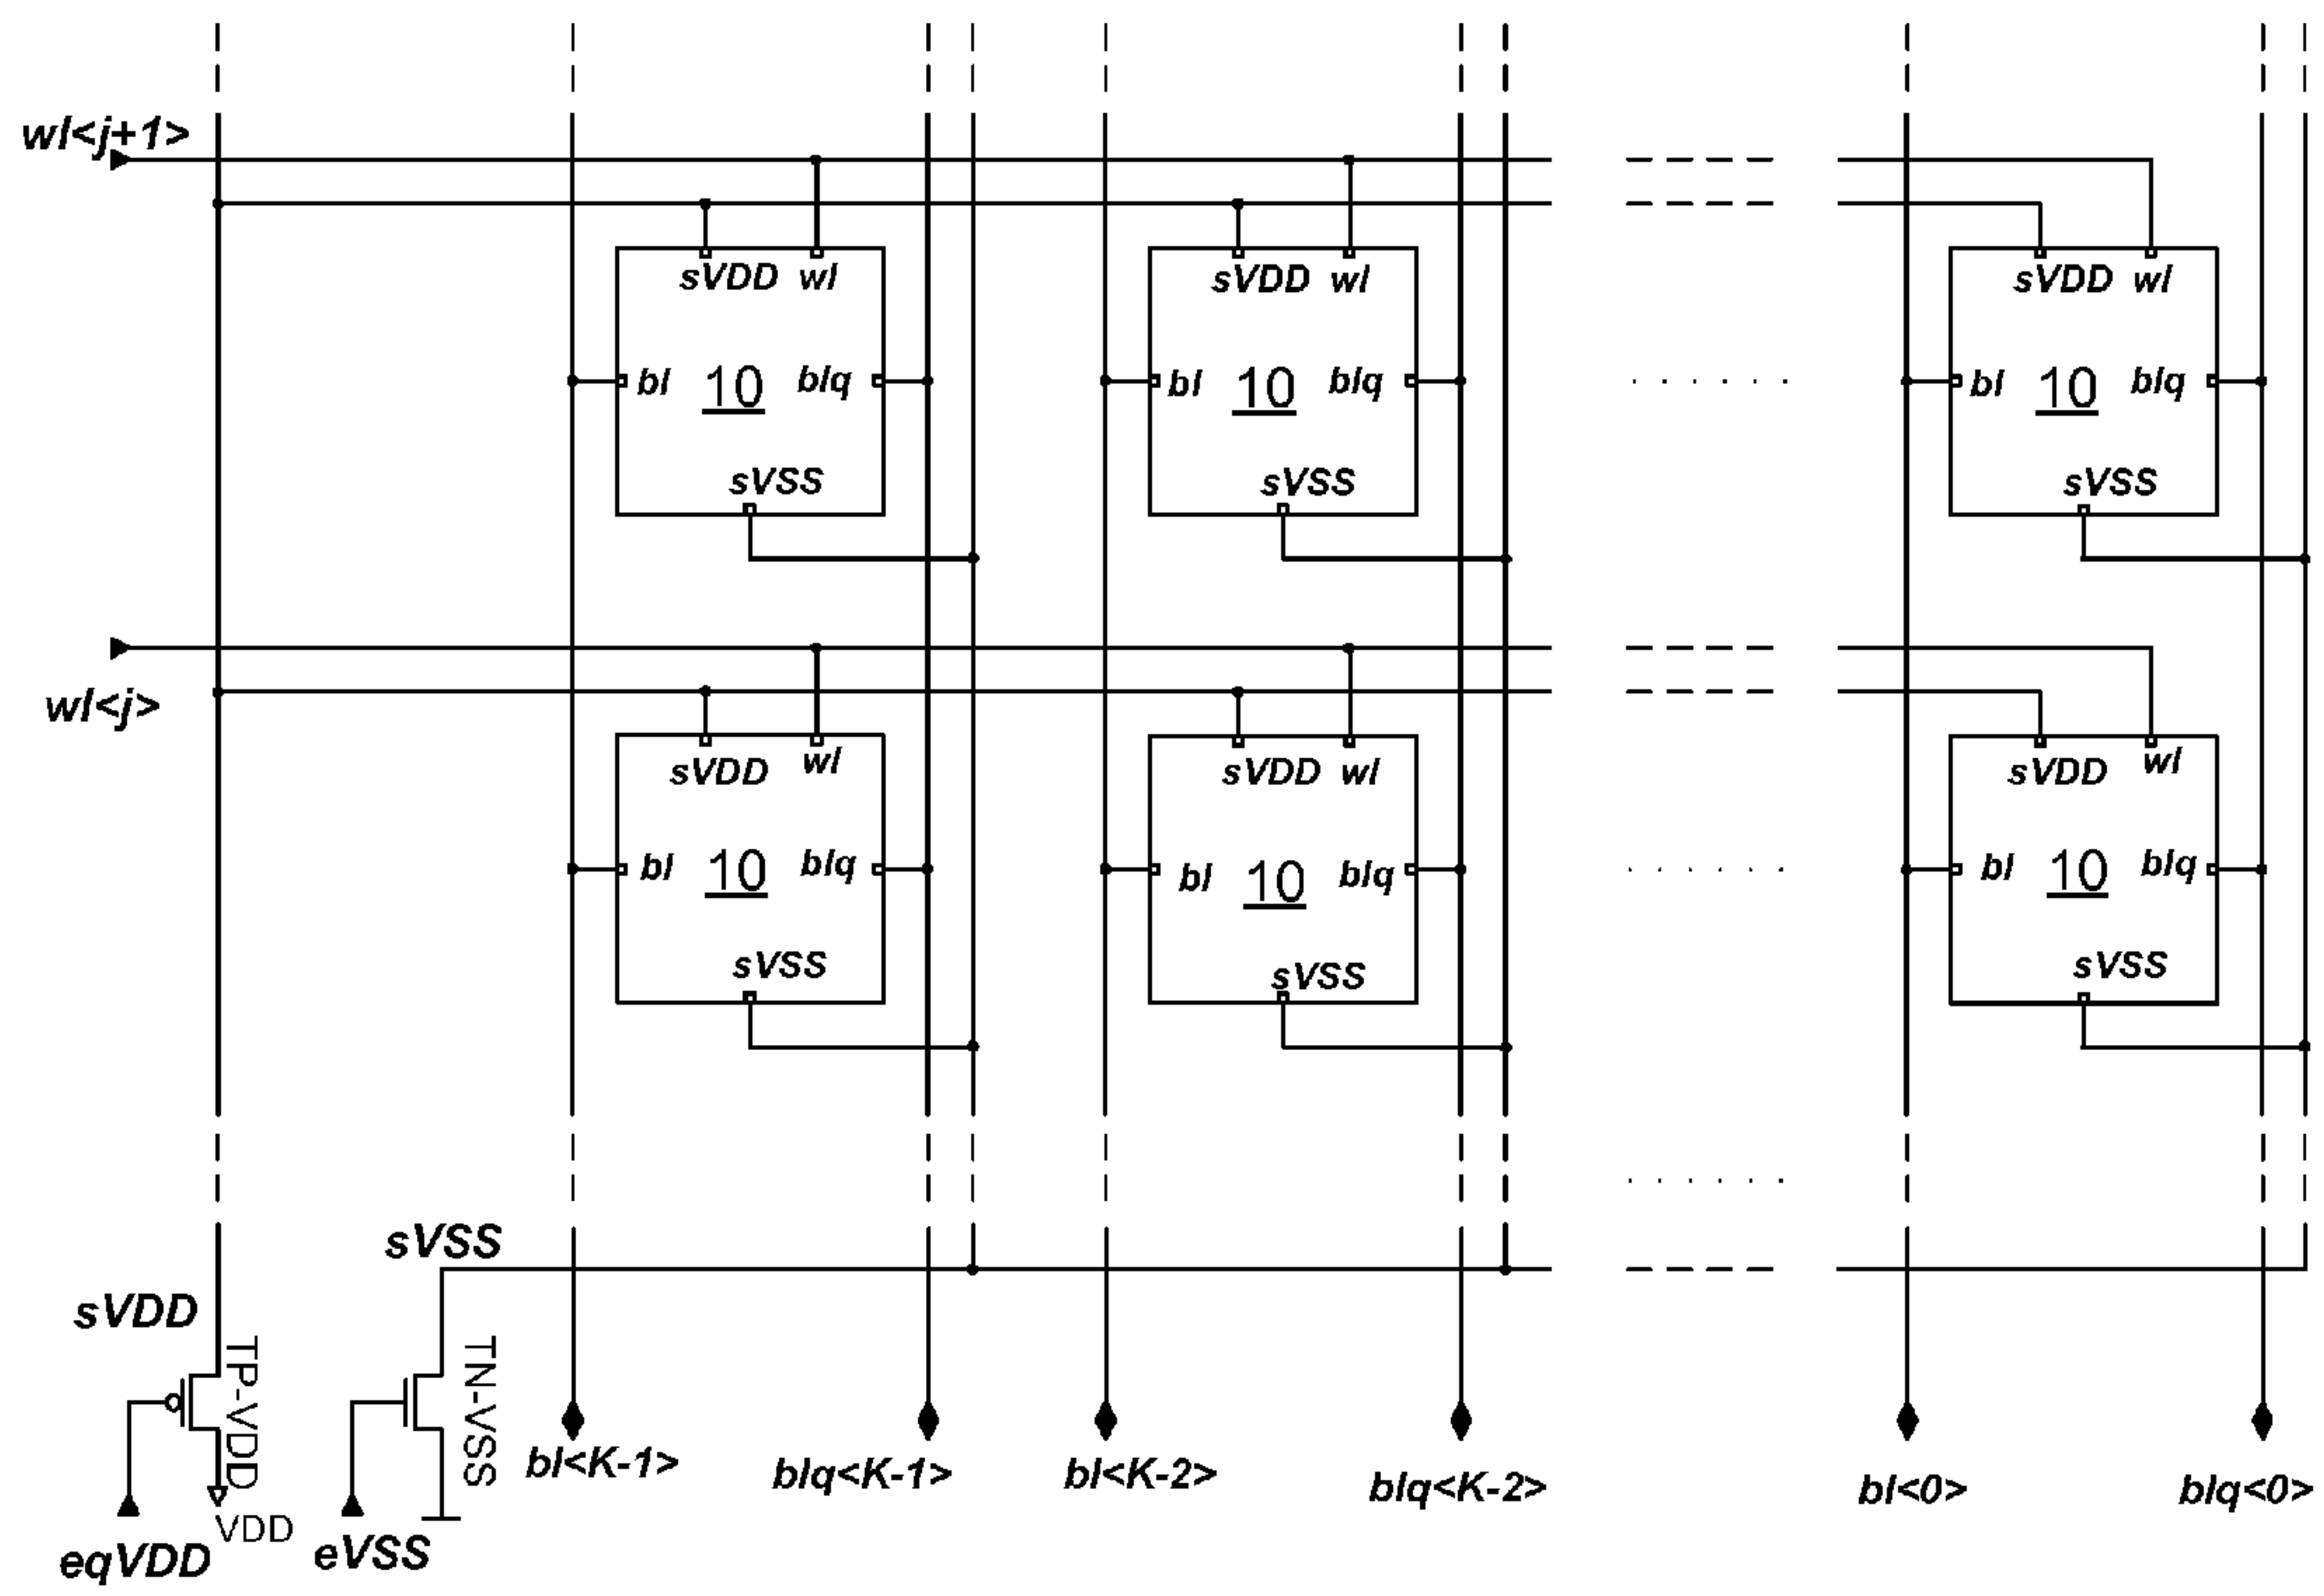 wl<j+1>
sVDD wl
sVDD wl
sVDD wl
bl 10 blq
bl 10 blq
bl 10 blq
sVSS
sVSS
sVSS
wl<j>
sVDD wl
sVDD wl
sVDD wl
bl 10 blq
bl 10 blq
bl 10 blq
sVSS
sVSS
sVSS
sVSS
sVDD
TP-VDD
TN-VSS
bl<K-1>
blq<K-1>
bl<K-2>
blq<K-2>
bl<0>
blq<0>
VDD
eqVDD
eVSS